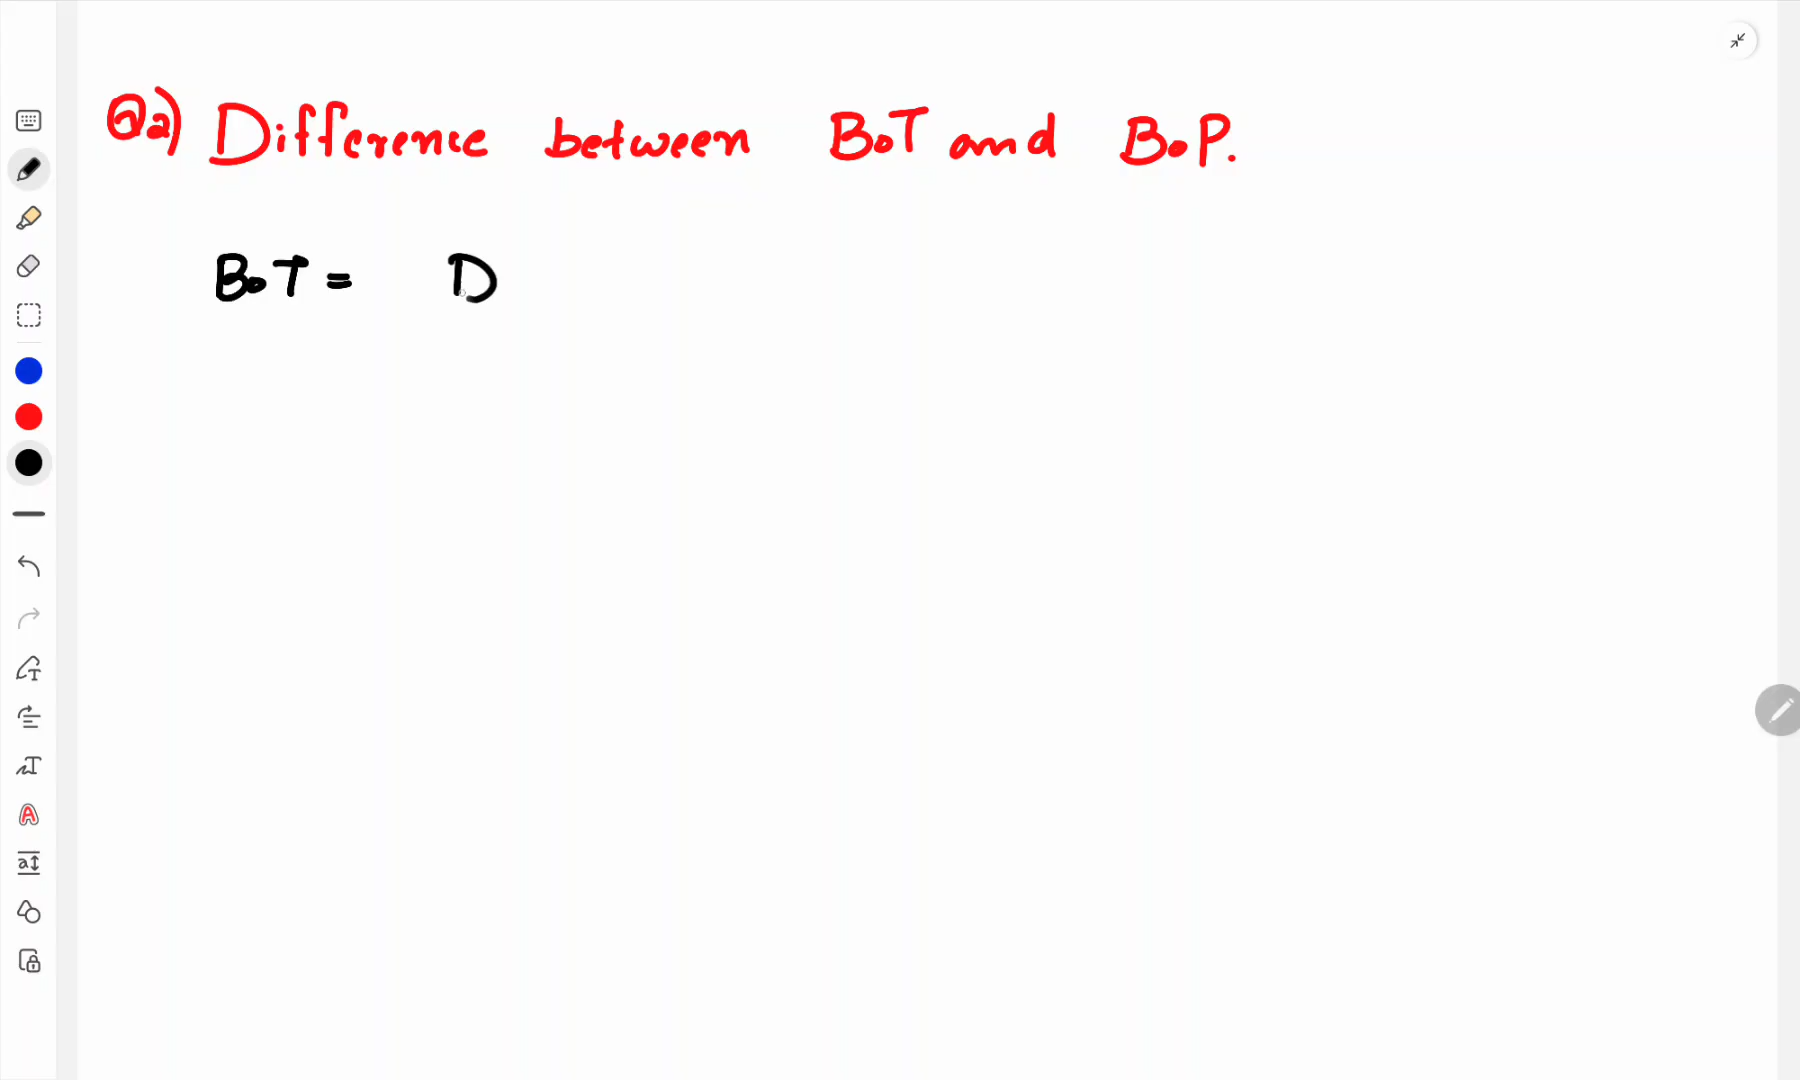 Q2) Difference between BoT and BoP.
BoT = D